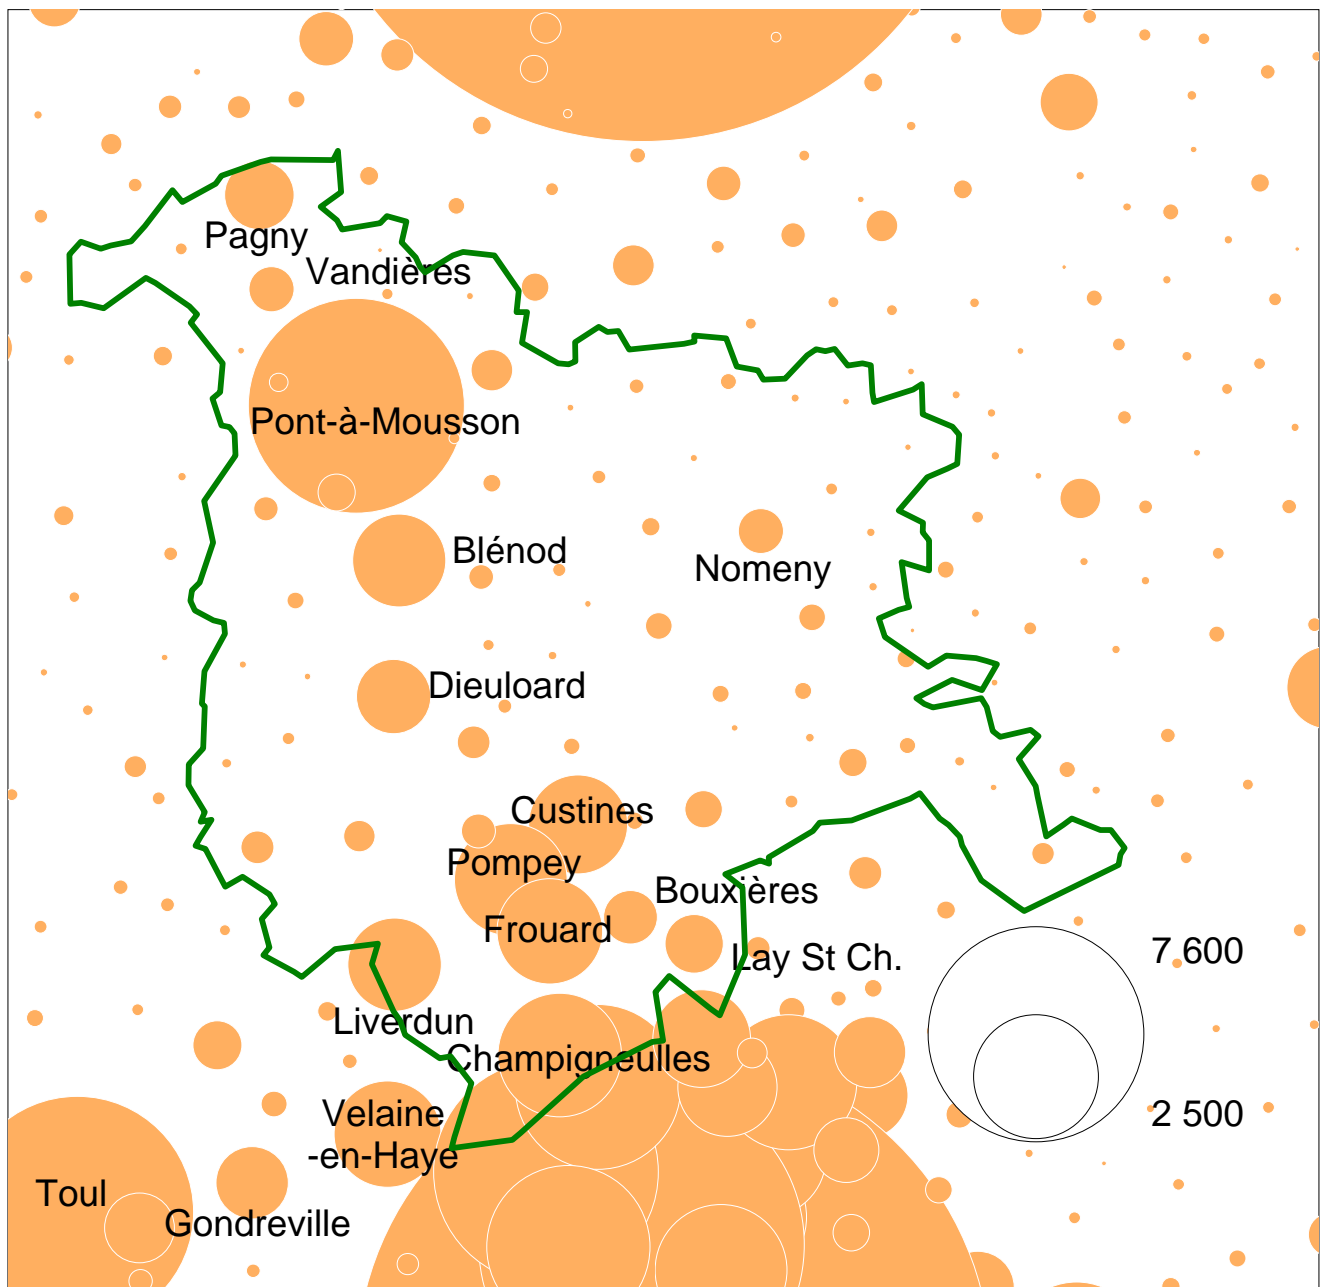 Pagny
Vandières
Pont-à-Mousson
Blénod
Nomeny
Dieuloard
Custines
Pompey
Bouxières
Frouard
Lay St Ch.
7 600
Liverdun
Champigneulles
2 500
Velaine
-en-Haye
Toul
Gondreville